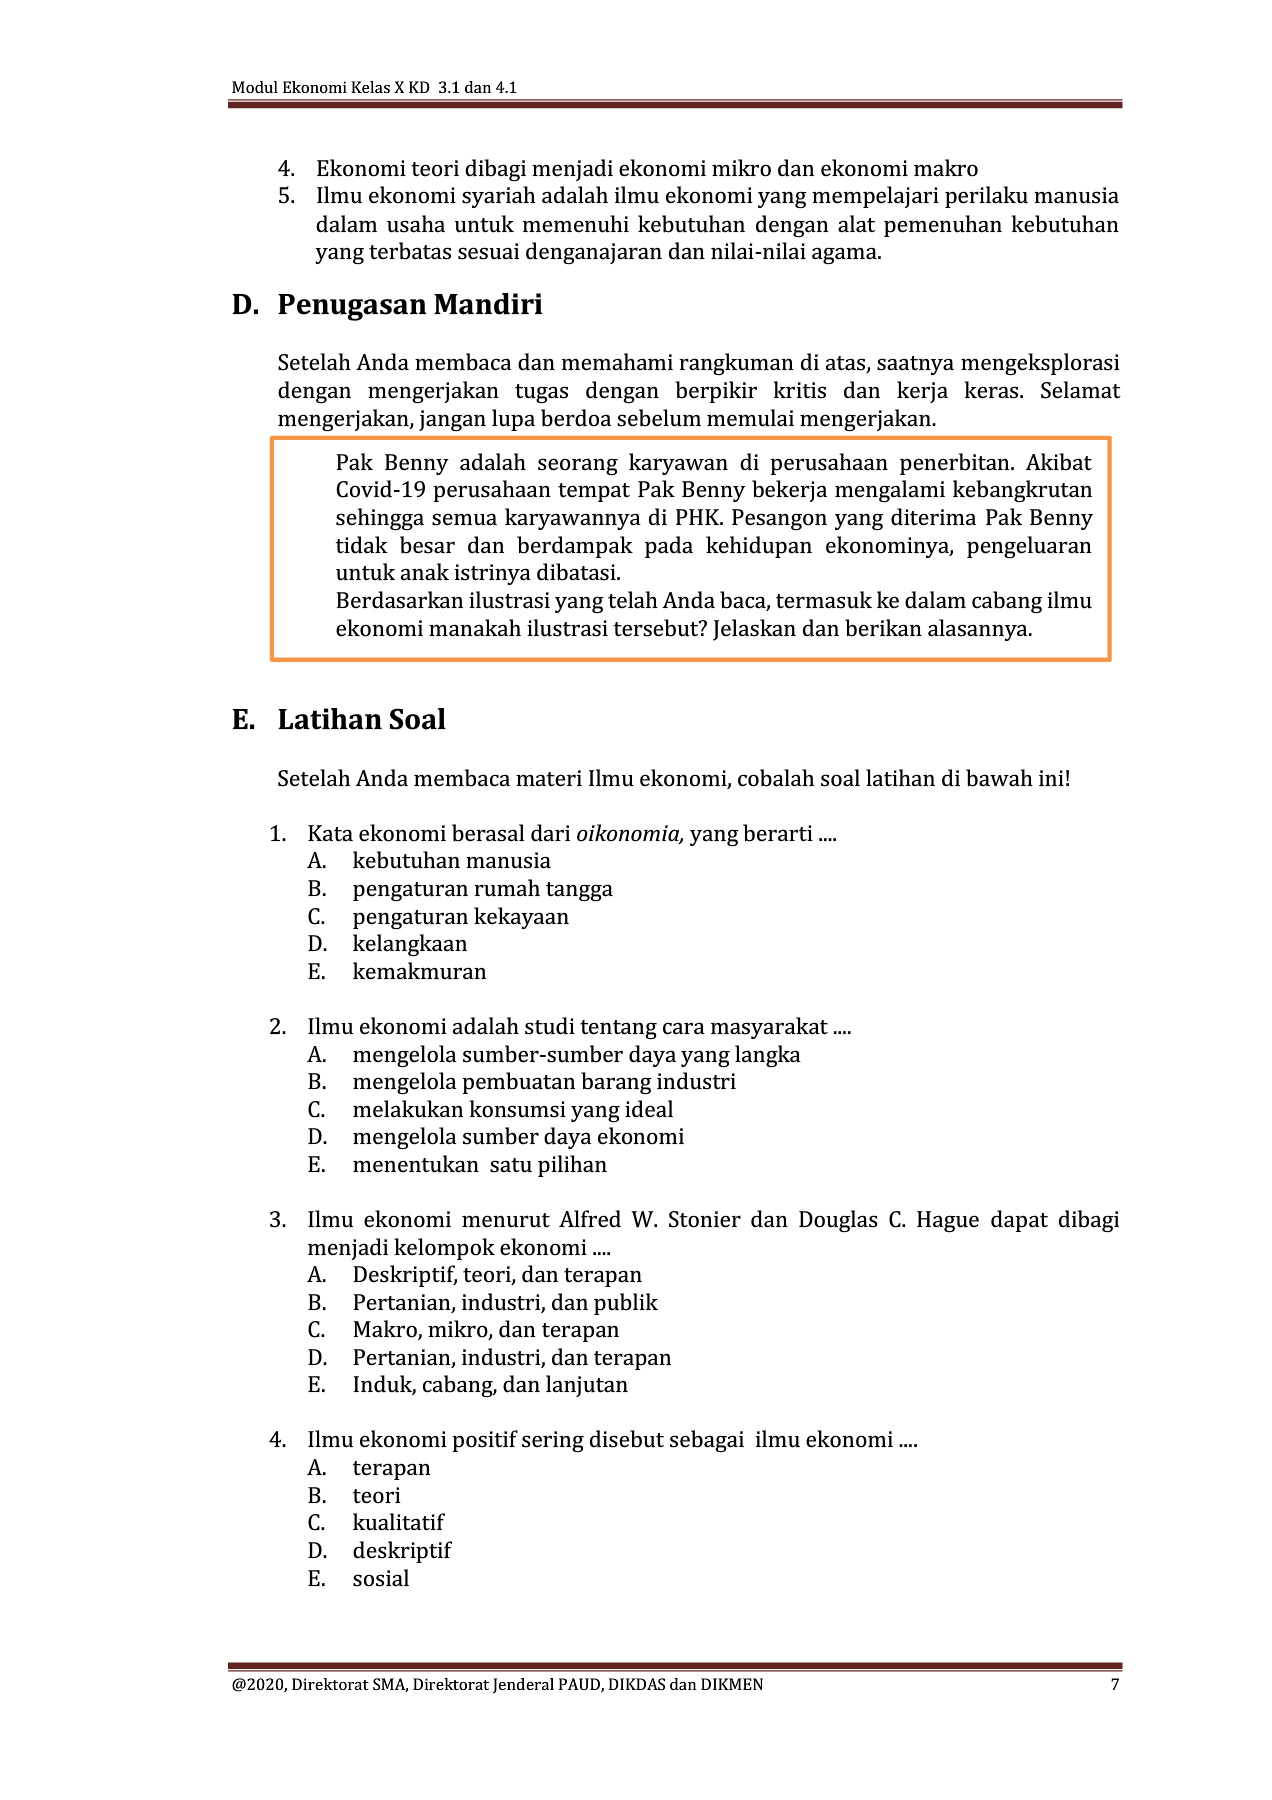 Modul Ekonomi Kelas X KD  3.1 dan 4.1
4. Ekonomi teori dibagi menjadi ekonomi mikro dan ekonomi makro
5. Ilmu ekonomi syariah adalah ilmu ekonomi yang mempelajari perilaku manusia
dalam usaha untuk memenuhi kebutuhan dengan alat pemenuhan kebutuhan
yang terbatas sesuai denganajaran dan nilai-nilai agama.
D. Penugasan Mandiri
Setelah Anda membaca dan memahami rangkuman di atas, saatnya mengeksplorasi
dengan mengerjakan tugas dengan berpikir kritis dan kerja keras. Selamat
mengerjakan, jangan lupa berdoa sebelum memulai mengerjakan.
Pak Benny adalah seorang karyawan di perusahaan penerbitan. Akibat
Covid-19 perusahaan tempat Pak Benny bekerja mengalami kebangkrutan
sehingga semua karyawannya di PHK. Pesangon yang diterima Pak Benny
tidak besar dan berdampak pada kehidupan ekonominya, pengeluaran
untuk anak istrinya dibatasi.
Berdasarkan ilustrasi yang telah Anda baca, termasuk ke dalam cabang ilmu
ekonomi manakah ilustrasi tersebut? Jelaskan dan berikan alasannya.
E. Latihan Soal
Setelah Anda membaca materi Ilmu ekonomi, cobalah soal latihan di bawah ini!
1. Kata ekonomi berasal dari oikonomia, yang berarti ....
A. kebutuhan manusia
B. pengaturan rumah tangga
C. pengaturan kekayaan
D. kelangkaan
E. kemakmuran
2. Ilmu ekonomi adalah studi tentang cara masyarakat ....
A. mengelola sumber-sumber daya yang langka
B. mengelola pembuatan barang industri
C. melakukan konsumsi yang ideal
D. mengelola sumber daya ekonomi
E. menentukan  satu pilihan
3. Ilmu ekonomi menurut Alfred W. Stonier dan Douglas C. Hague dapat dibagi
menjadi kelompok ekonomi ....
A. Deskriptif, teori, dan terapan
B. Pertanian, industri, dan publik
C. Makro, mikro, dan terapan
D. Pertanian, industri, dan terapan
E. Induk, cabang, dan lanjutan
4. Ilmu ekonomi positif sering disebut sebagai  ilmu ekonomi ....
A. terapan
B. teori
C. kualitatif
D. deskriptif
E. sosial
@2020, Direktorat SMA, Direktorat Jenderal PAUD, DIKDAS dan DIKMEN 7